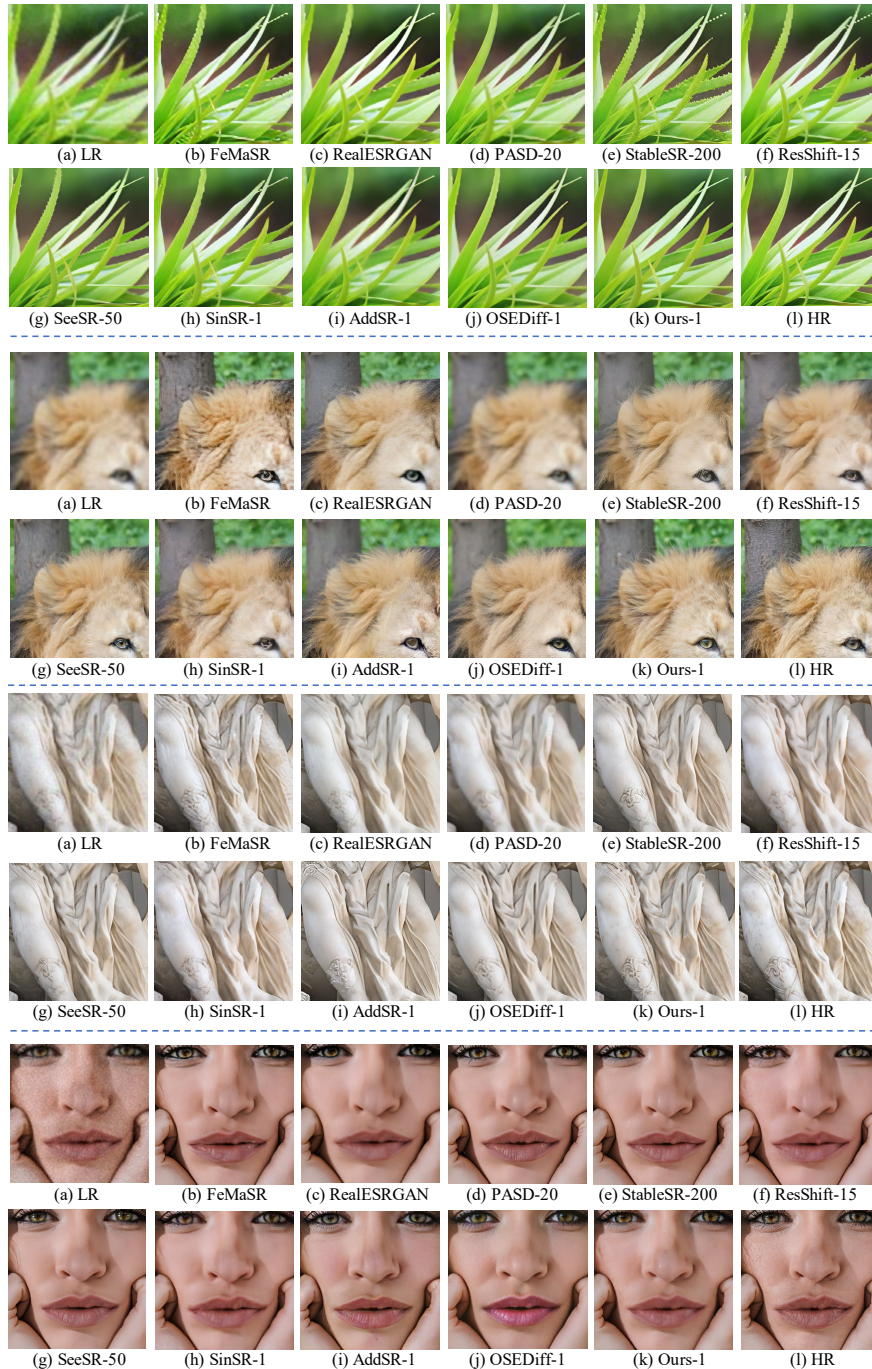 (a) LR (b) FeMaSR (c) RealESRGAN (d) PASD-20 (e) StableSR-200 (f) ResShift-15
(g) SeeSR-50 (h) SinSR-1 (i) AddSR-1 (j) OSEDiff-1 (k) Ours-1 (l) HR
(a) LR (b) FeMaSR (c) RealESRGAN (d) PASD-20 (e) StableSR-200 (f) ResShift-15
(g) SeeSR-50 (h) SinSR-1 (i) AddSR-1 (j) OSEDiff-1 (k) Ours-1 (l) HR
(a) LR (b) FeMaSR (c) RealESRGAN (d) PASD-20 (e) StableSR-200 (f) ResShift-15
(g) SeeSR-50 (h) SinSR-1 (i) AddSR-1 (j) OSEDiff-1 (k) Ours-1 (l) HR
(a) LR (b) FeMaSR (c) RealESRGAN (d) PASD-20 (e) StableSR-200 (f) ResShift-15
(g) SeeSR-50 (h) SinSR-1 (i) AddSR-1 (j) OSEDiff-1 (k) Ours-1 (l) HR